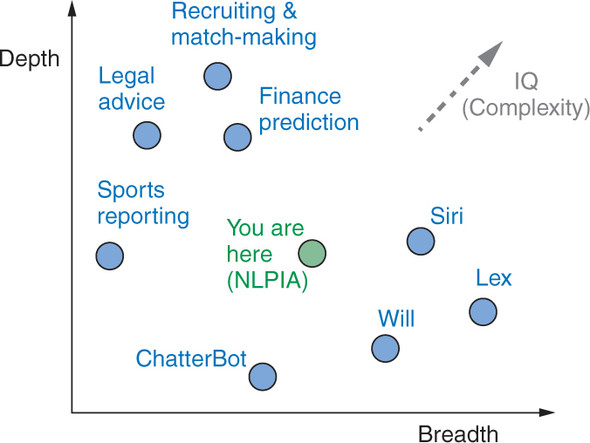 Recruiting &
match-making
Depth
Legal
advice
Finance
prediction
IQ
(Complexity)
Sports
reporting
You are
here
(NLPIA)
Siri
Lex
Will
ChatterBot
Breadth